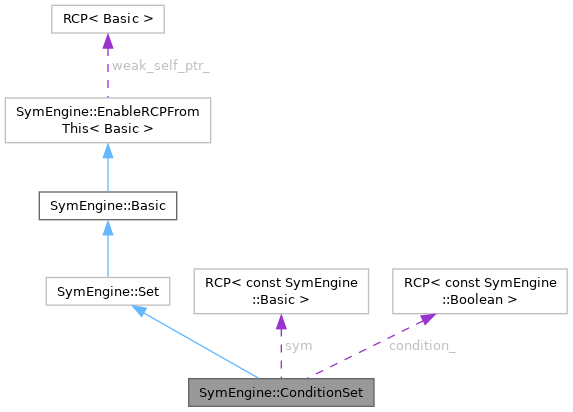 RCP< Basic >
weak_self_ptr_
SymEngine::EnableRCPFrom
This< Basic >
SymEngine::Basic
SymEngine::Set
RCP< const SymEngine
::Basic >
RCP< const SymEngine
::Boolean >
sym
condition_
SymEngine::ConditionSet